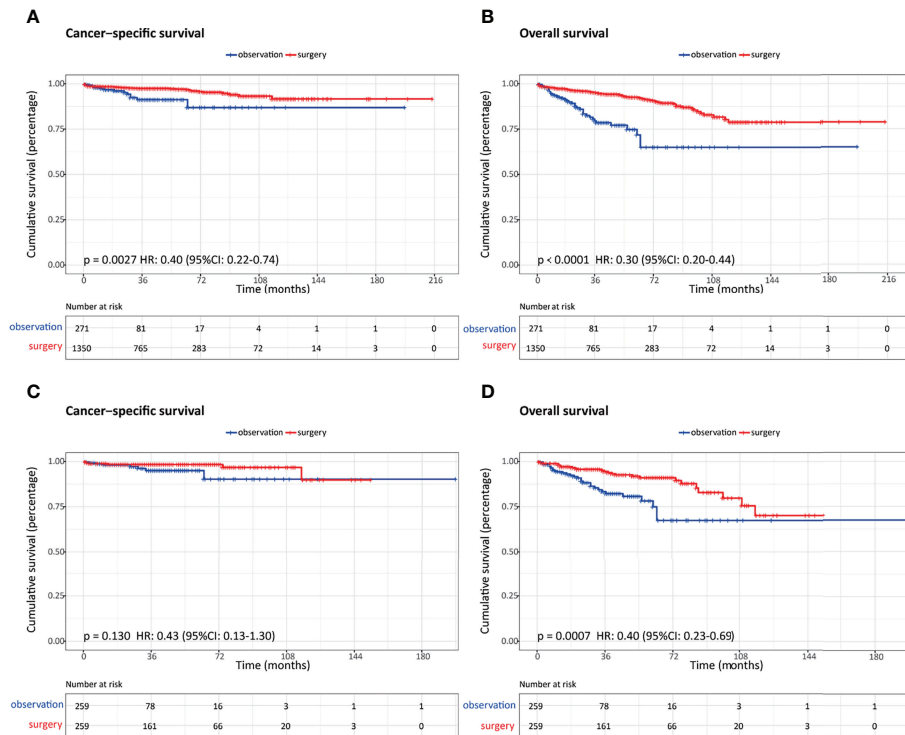 A
Cancer–specific survival
observation surgery
Cumulative survival (percentage)
1.00
0.75
0.50
0.25
0.00
p = 0.0027 HR: 0.40 (95%CI: 0.22-0.74)
0 36 72 108 144 180 216
Time (months)
Number at risk
observation 271 81 17 4 1 1 0
surgery 1350 765 283 72 14 3 0
B
Overall survival
observation surgery
Cumulative survival (percentage)
1.00
0.75
0.50
0.25
0.00
p < 0.0001 HR: 0.30 (95%CI: 0.20-0.44)
0 36 72 108 144 180 216
Time (months)
Number at risk
observation 271 81 17 4 1 1 0
surgery 1350 765 283 72 14 3 0
C
Cancer–specific survival
observation surgery
Cumulative survival (percentage)
1.00
0.75
0.50
0.25
0.00
p = 0.130 HR: 0.43 (95%CI: 0.13-1.30)
0 36 72 108 144 180
Time (months)
Number at risk
observation 259 78 16 3 1 1
surgery 259 161 66 20 3 0
D
Overall survival
observation surgery
Cumulative survival (percentage)
1.00
0.75
0.50
0.25
0.00
p = 0.0007 HR: 0.40 (95%CI: 0.23-0.69)
0 36 72 108 144 180
Time (months)
Number at risk
observation 259 78 16 3 1 1
surgery 259 161 66 20 3 0